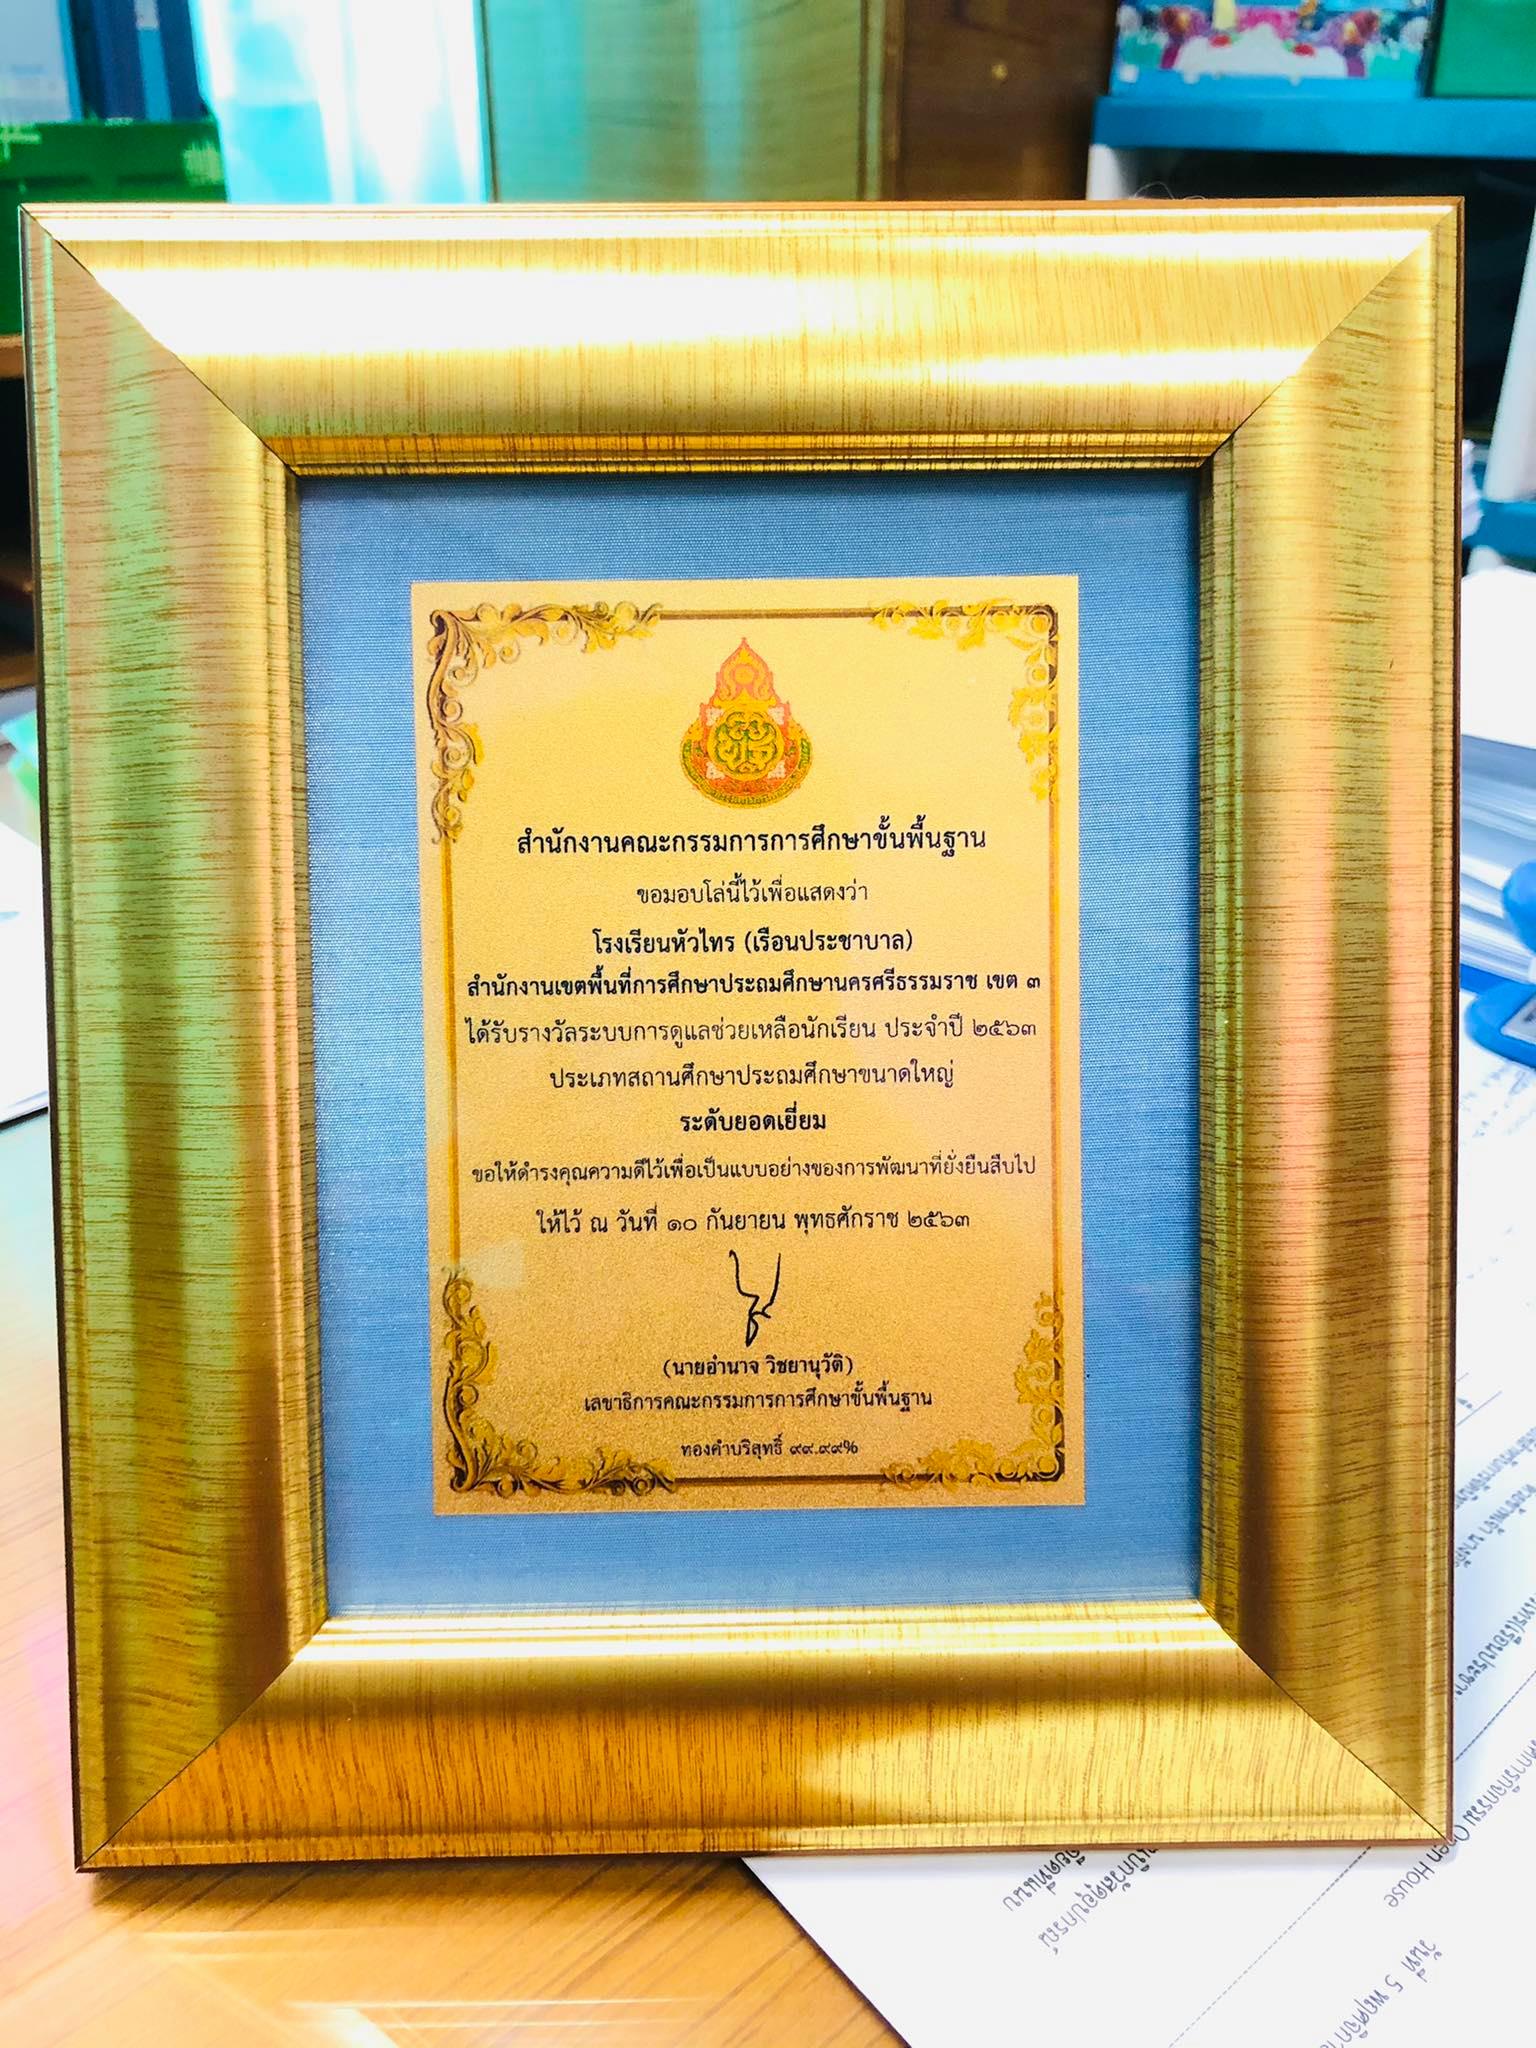 สำนักงานคณะกรรมการการศึกษาขั้นพื้นฐาน
ขอมอบโล่นี้ไว้เพื่อแสดงว่า
โรงเรียนหัวไทร (เรือนประชาบาล)
สำนักงานเขตพื้นที่การศึกษาประถมศึกษานครศรีธรรมราช เขต ๓
ได้รับรางวัลระบบการดูแลช่วยเหลือนักเรียน ประจำปี ๒๕๖๓
ประเภทสถานศึกษาประถมศึกษาขนาดใหญ่
ระดับยอดเยี่ยม
ขอให้ดำรงคุณความดีไว้เพื่อเป็นแบบอย่างของการพัฒนาที่ยั่งยืนสืบไป
ให้ไว้ ณ วันที่ ๑๐ กันยายน พุทธศักราช ๒๕๖๓
(นายอำนาจ วิชยานุวัติ)
เลขาธิการคณะกรรมการการศึกษาขั้นพื้นฐาน
ทองคำบริสุทธิ์ ๙๙.๙๙%
Open House
วันที่ 5